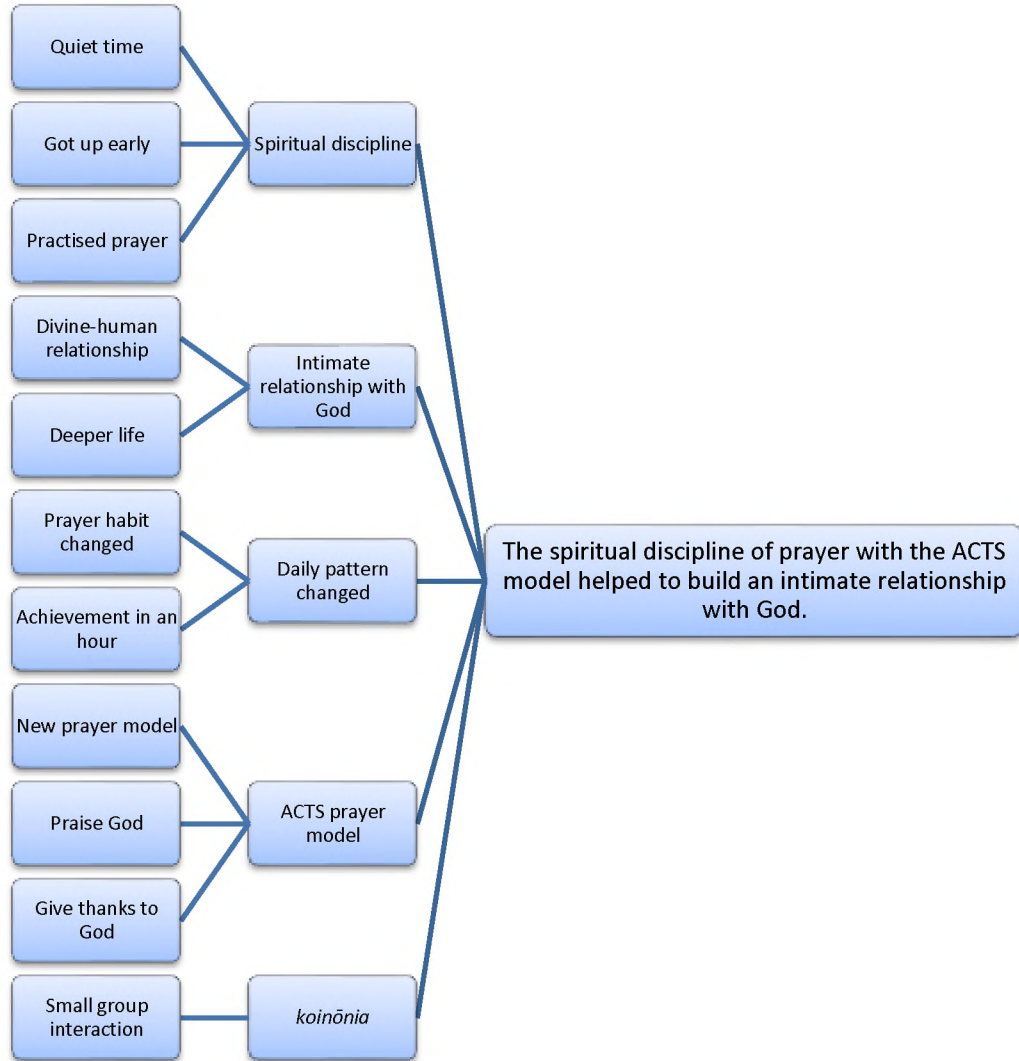 Quiet time
Got up early
Practised prayer
Spiritual discipline
Divine-human
relationship
Deeper life
Intimate
relationship with
God
Prayer habit
changed
Achievement in an
hour
Daily pattern
changed
The spiritual discipline of prayer with the ACTS
model helped to build an intimate relationship
with God.
New prayer model
Praise God
Give thanks to
God
ACTS prayer
model
Small group
interaction
koinōnia